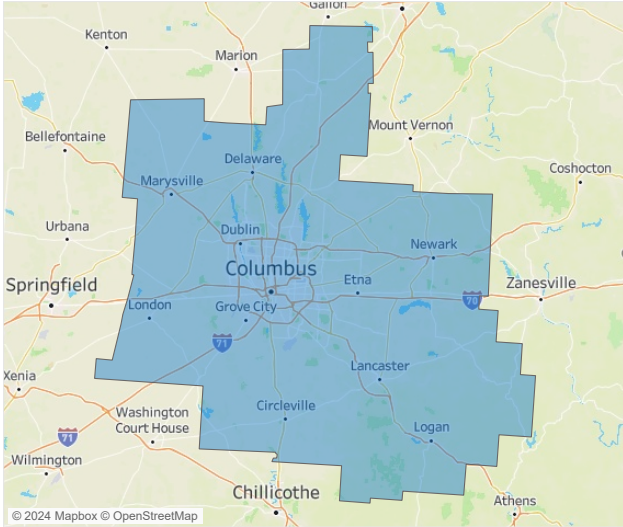 Galion
Kenton
Marion
Mount Vernon
Bellefontaine
Delaware
Coshocton
Marysville
Urbana
Dublin
Newark
Columbus
Springfield
Etna
Zanesville
70
London
Grove City
71
Lancaster
Xenia
Circleville
Washington
Court House
Logan
71
Wilmington
Chillicothe
Athens
© 2024 Mapbox © OpenStreetMap